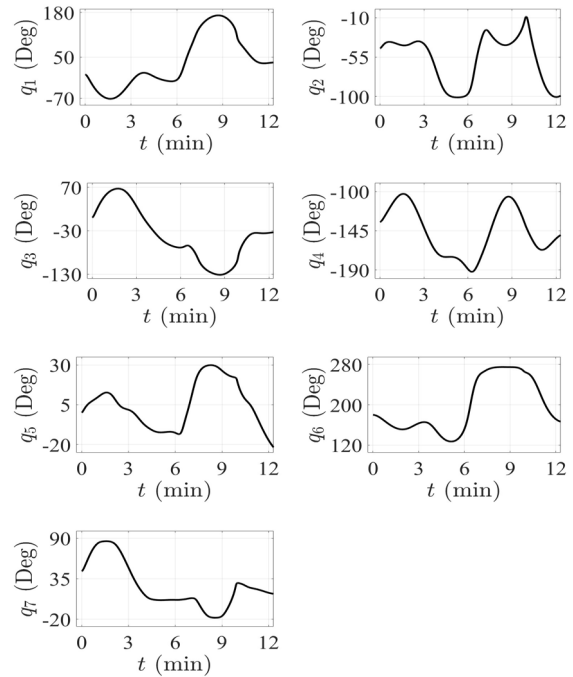 180
50
-70
q1 (Deg)
0 3 6 9 12
t (min)
-10
-55
-100
q2 (Deg)
0 3 6 9 12
t (min)
70
-30
-130
q3 (Deg)
0 3 6 9 12
t (min)
-100
-145
-190
q4 (Deg)
0 3 6 9 12
t (min)
30
5
-20
q5 (Deg)
0 3 6 9 12
t (min)
280
200
120
q6 (Deg)
0 3 6 9 12
t (min)
90
35
-20
q7 (Deg)
0 3 6 9 12
t (min)